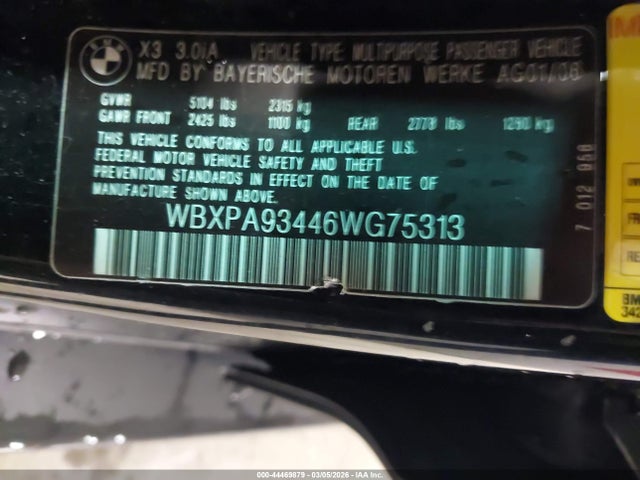 BMW
X3 3.0iA VEHICLE TYPE: MULTIPURPOSE PASSENGER VEHICLE
MFD BY BAYERISCHE MOTOREN WERKE AG 01/06
GVWR 5104 lbs 2315 kg
GAWR FRONT 2425 lbs 1100 kg REAR 2778 lbs 1260 kg
THIS VEHICLE CONFORMS TO ALL APPLICABLE U.S.
FEDERAL MOTOR VEHICLE SAFETY AND THEFT
PREVENTION STANDARDS IN EFFECT ON THE DATE OF
MANUFACTURE SHOWN ABOVE.
WBXPA93446WG75313
7 012 958
000-44469879 | 03/05/2026 | IAA Inc.